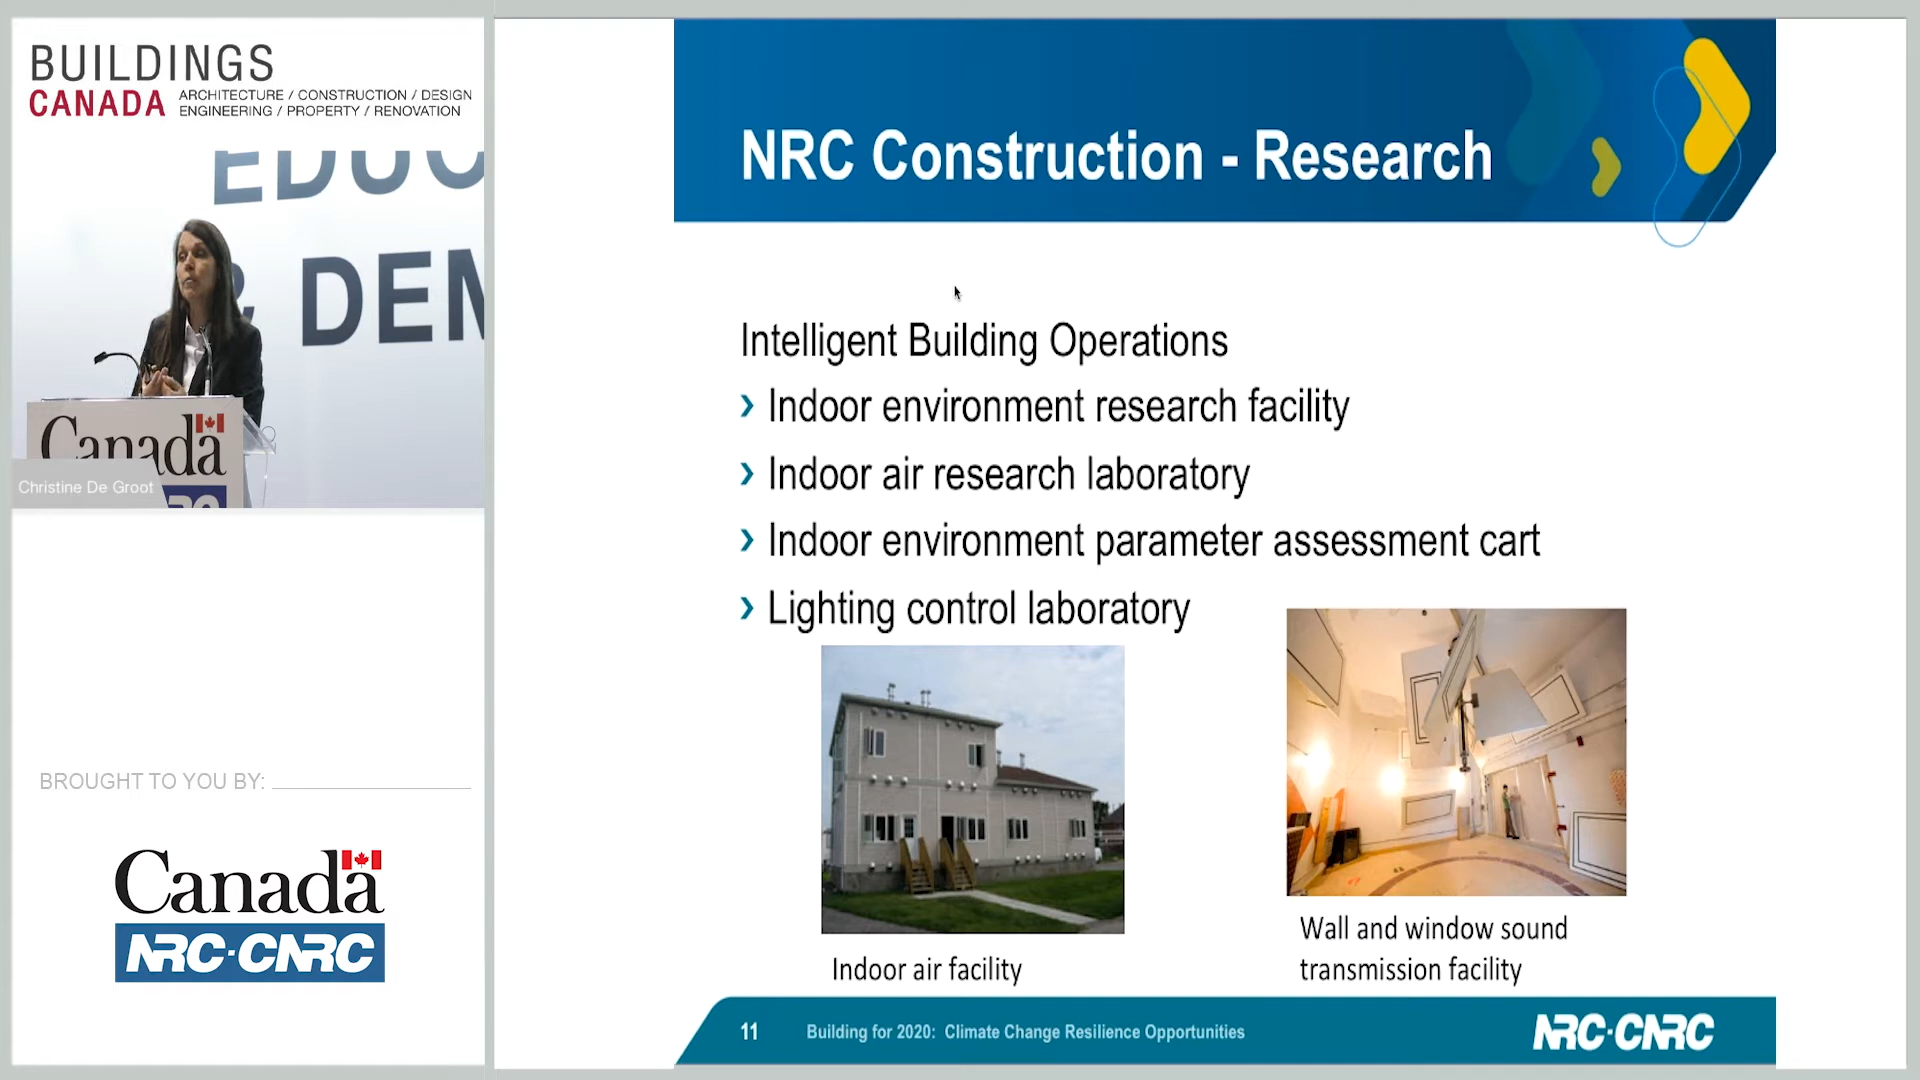 BUILDINGS
CANADA ARCHITECTURE / CONSTRUCTION / DESIGN
ENGINEERING / PROPERTY / RENOVATION
& DEM
Canada
Christine De Groot
BROUGHT TO YOU BY:
Canada
NRC·CNRC
NRC Construction - Research
Intelligent Building Operations
› Indoor environment research facility
› Indoor air research laboratory
› Indoor environment parameter assessment cart
› Lighting control laboratory
Indoor air facility
Wall and window sound
transmission facility
11 Building for 2020: Climate Change Resilience Opportunities
NRC·CNRC